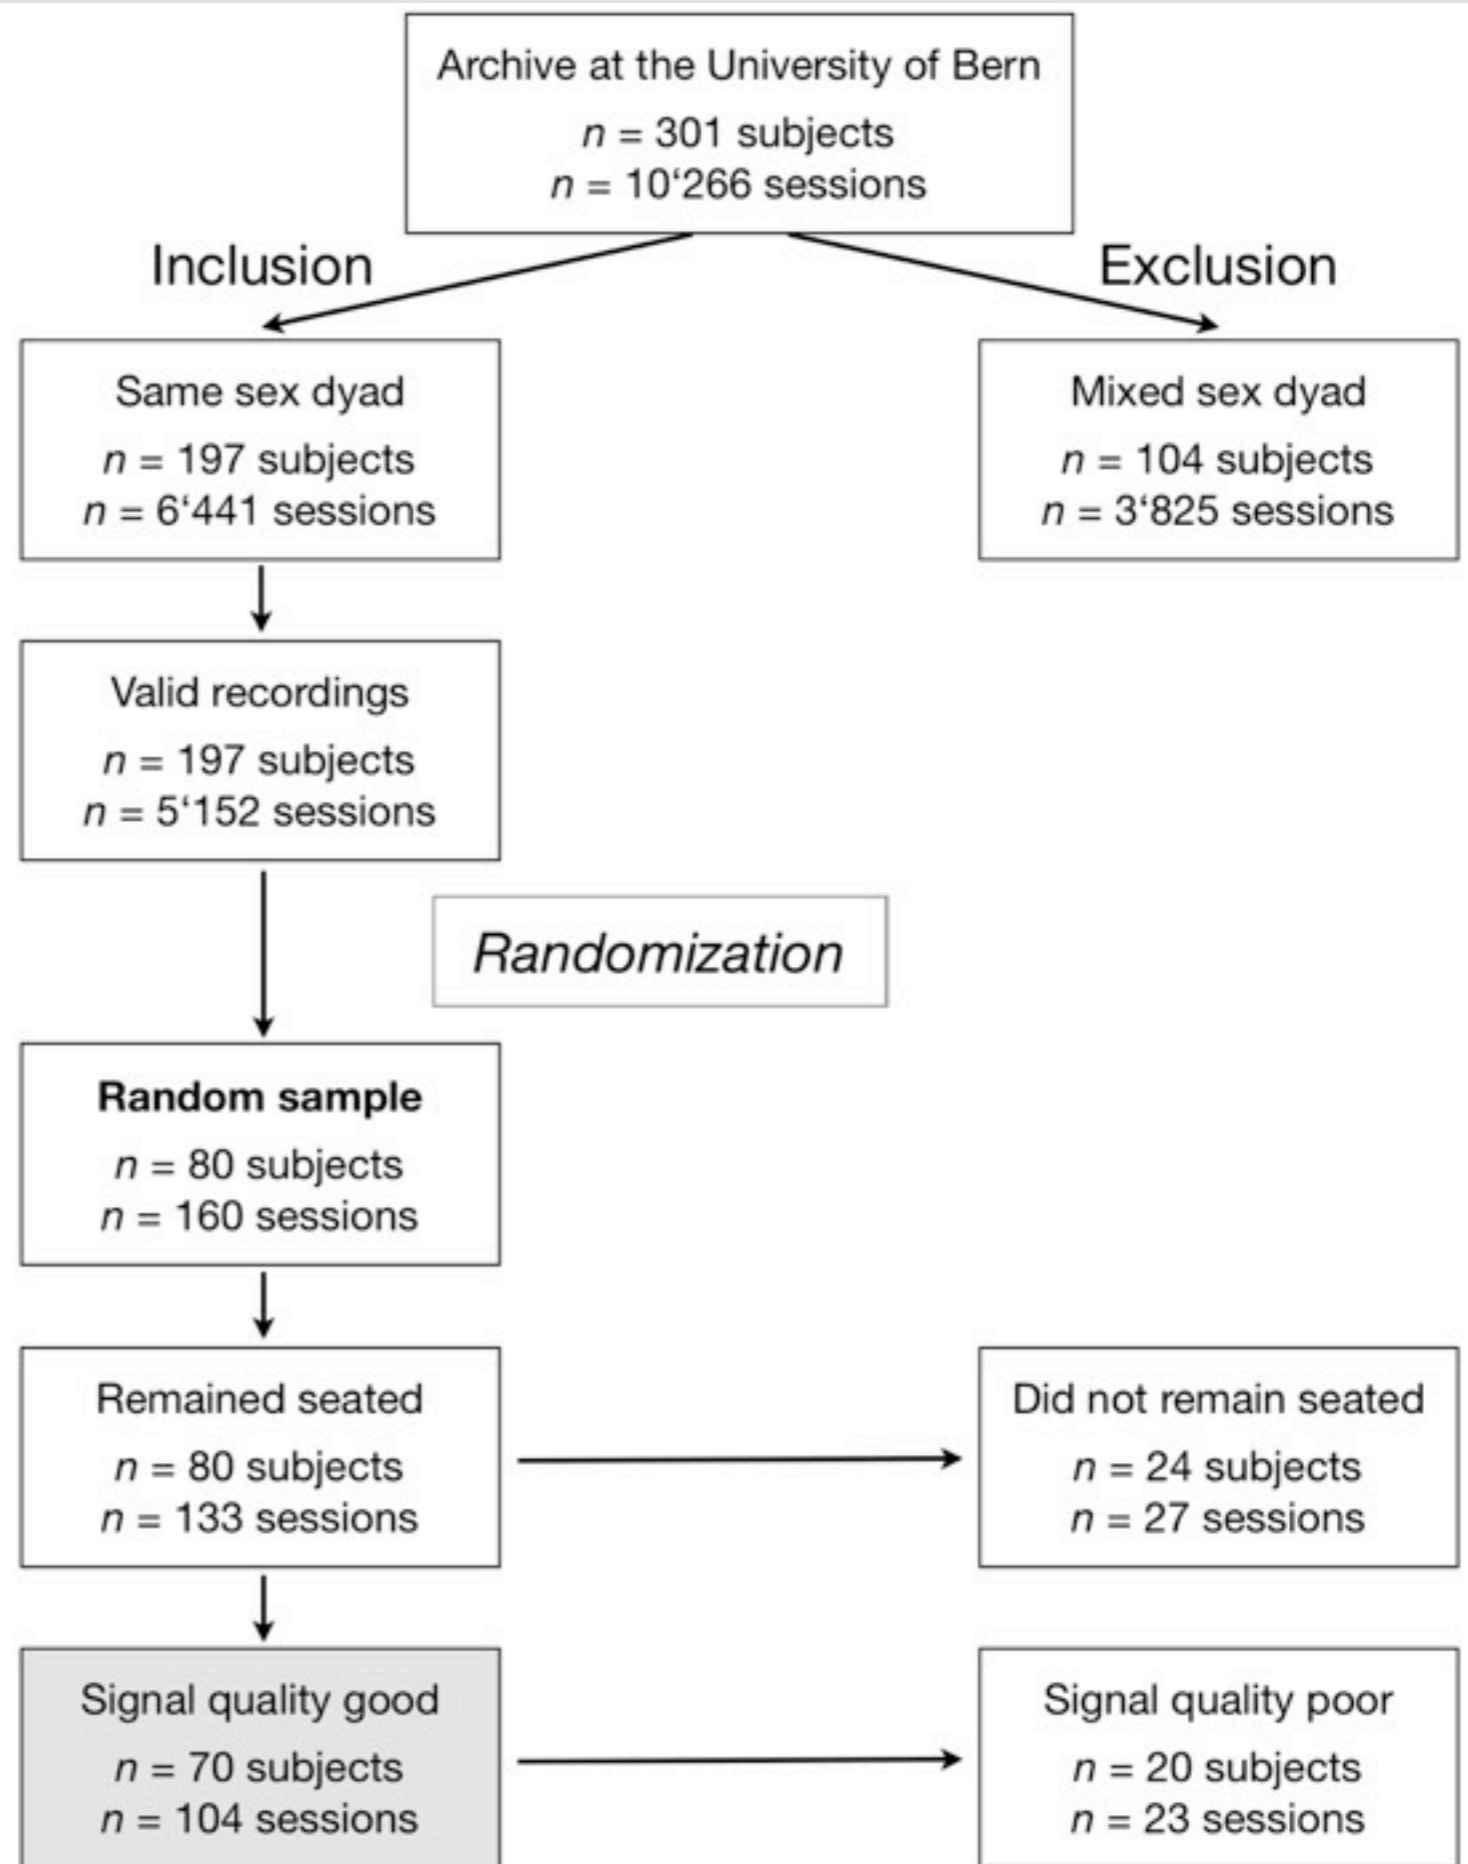 Archive at the University of Bern
n = 301 subjects
n = 10‘266 sessions
Inclusion
Exclusion
Same sex dyad
n = 197 subjects
n = 6‘441 sessions
Mixed sex dyad
n = 104 subjects
n = 3‘825 sessions
Valid recordings
n = 197 subjects
n = 5‘152 sessions
Randomization
Random sample
n = 80 subjects
n = 160 sessions
Remained seated
n = 80 subjects
n = 133 sessions
Did not remain seated
n = 24 subjects
n = 27 sessions
Signal quality good
n = 70 subjects
n = 104 sessions
Signal quality poor
n = 20 subjects
n = 23 sessions